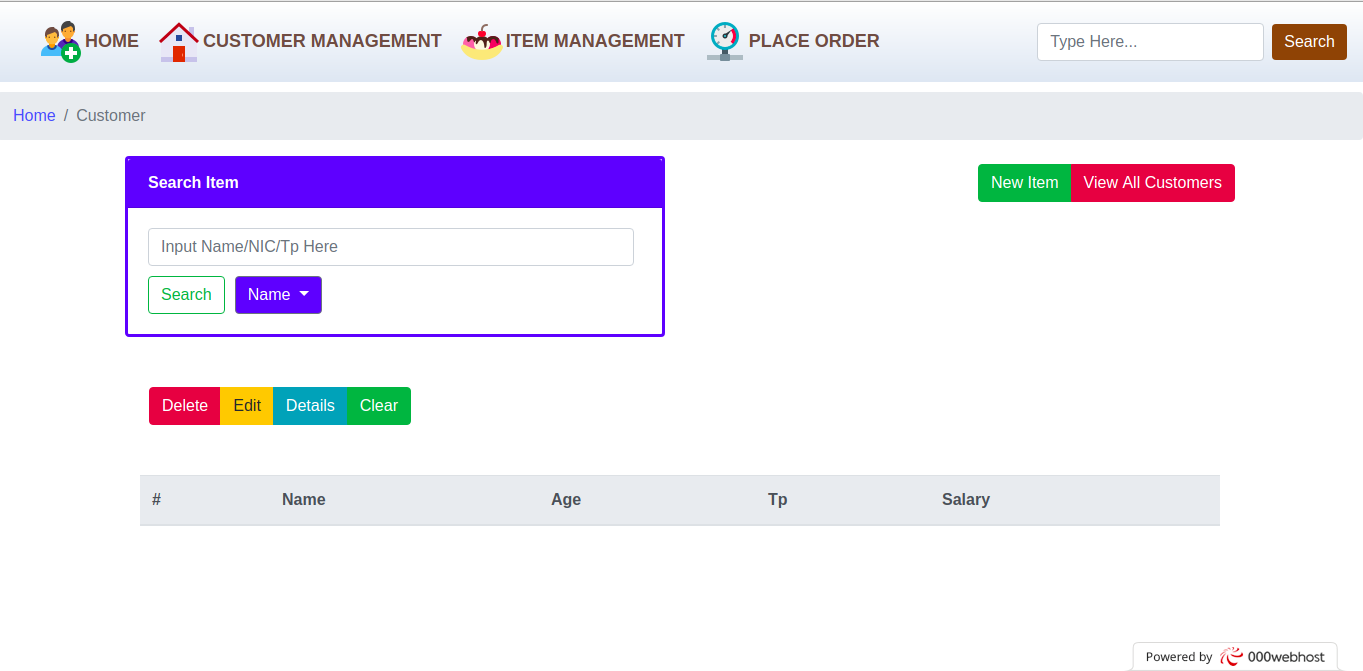 HOME CUSTOMER MANAGEMENT ITEM MANAGEMENT PLACE ORDER Type Here... Search
Home / Customer
Search Item
New Item View All Customers
Input Name/NIC/Tp Here
Search Name
Delete Edit Details Clear
# Name Age Tp Salary
Powered by 000webhost